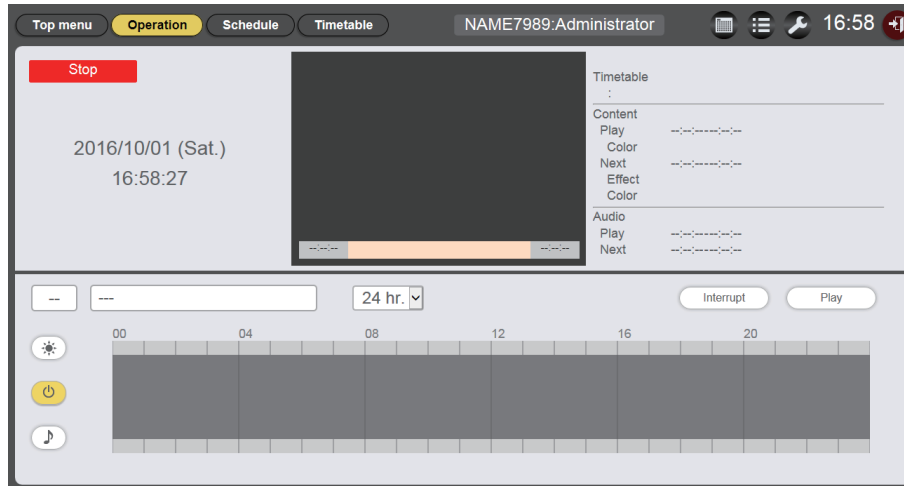 Top menu Operation Schedule Timetable NAME7989:Administrator 16:58
Stop
2016/10/01 (Sat.)
16:58:27
--:--:-- --:--:--
Timetable
:
Content
Play --:--:-----:--:--
Color
Next --:--:-----:--:--
Effect
Color
Audio
Play --:--:-----:--:--
Next --:--:-----:--:--
-- --- 24 hr. Interrupt Play
00 04 08 12 16 20